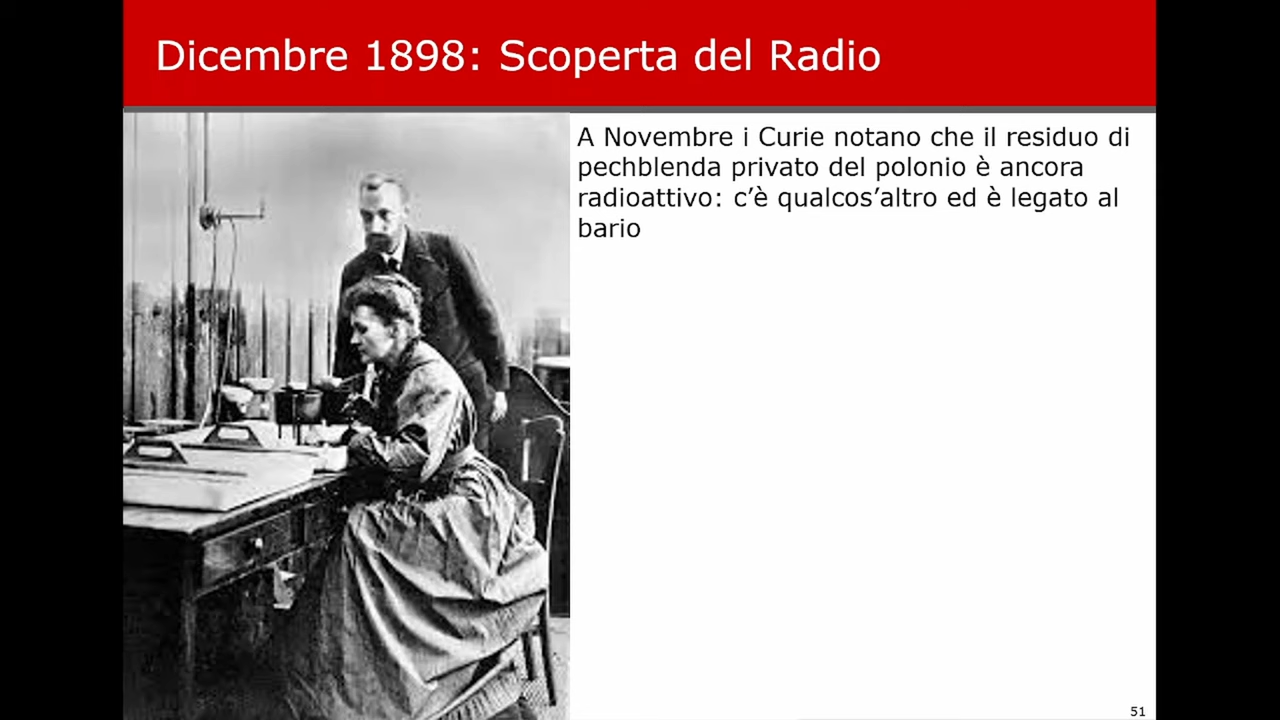 Dicembre 1898: Scoperta del Radio
A Novembre i Curie notano che il residuo di
pechblenda privato del polonio è ancora
radioattivo: c’è qualcos’altro ed è legato al
bario
51